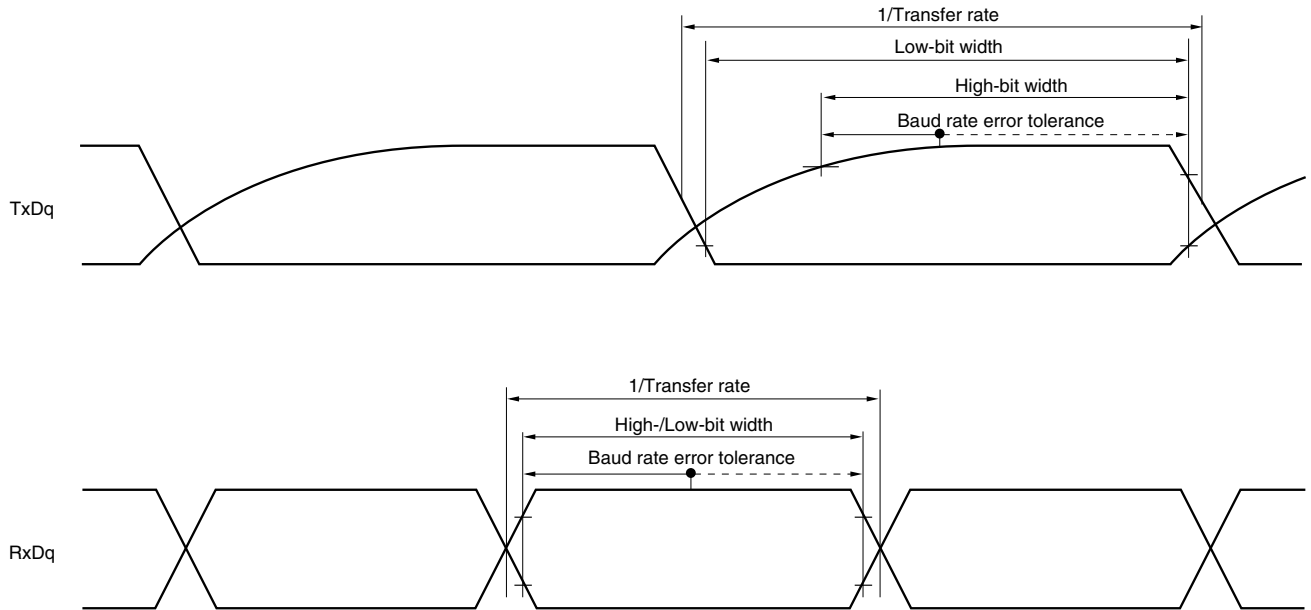 1/Transfer rate
Low-bit width
High-bit width
Baud rate error tolerance
TxDq
1/Transfer rate
High-/Low-bit width
Baud rate error tolerance
RxDq